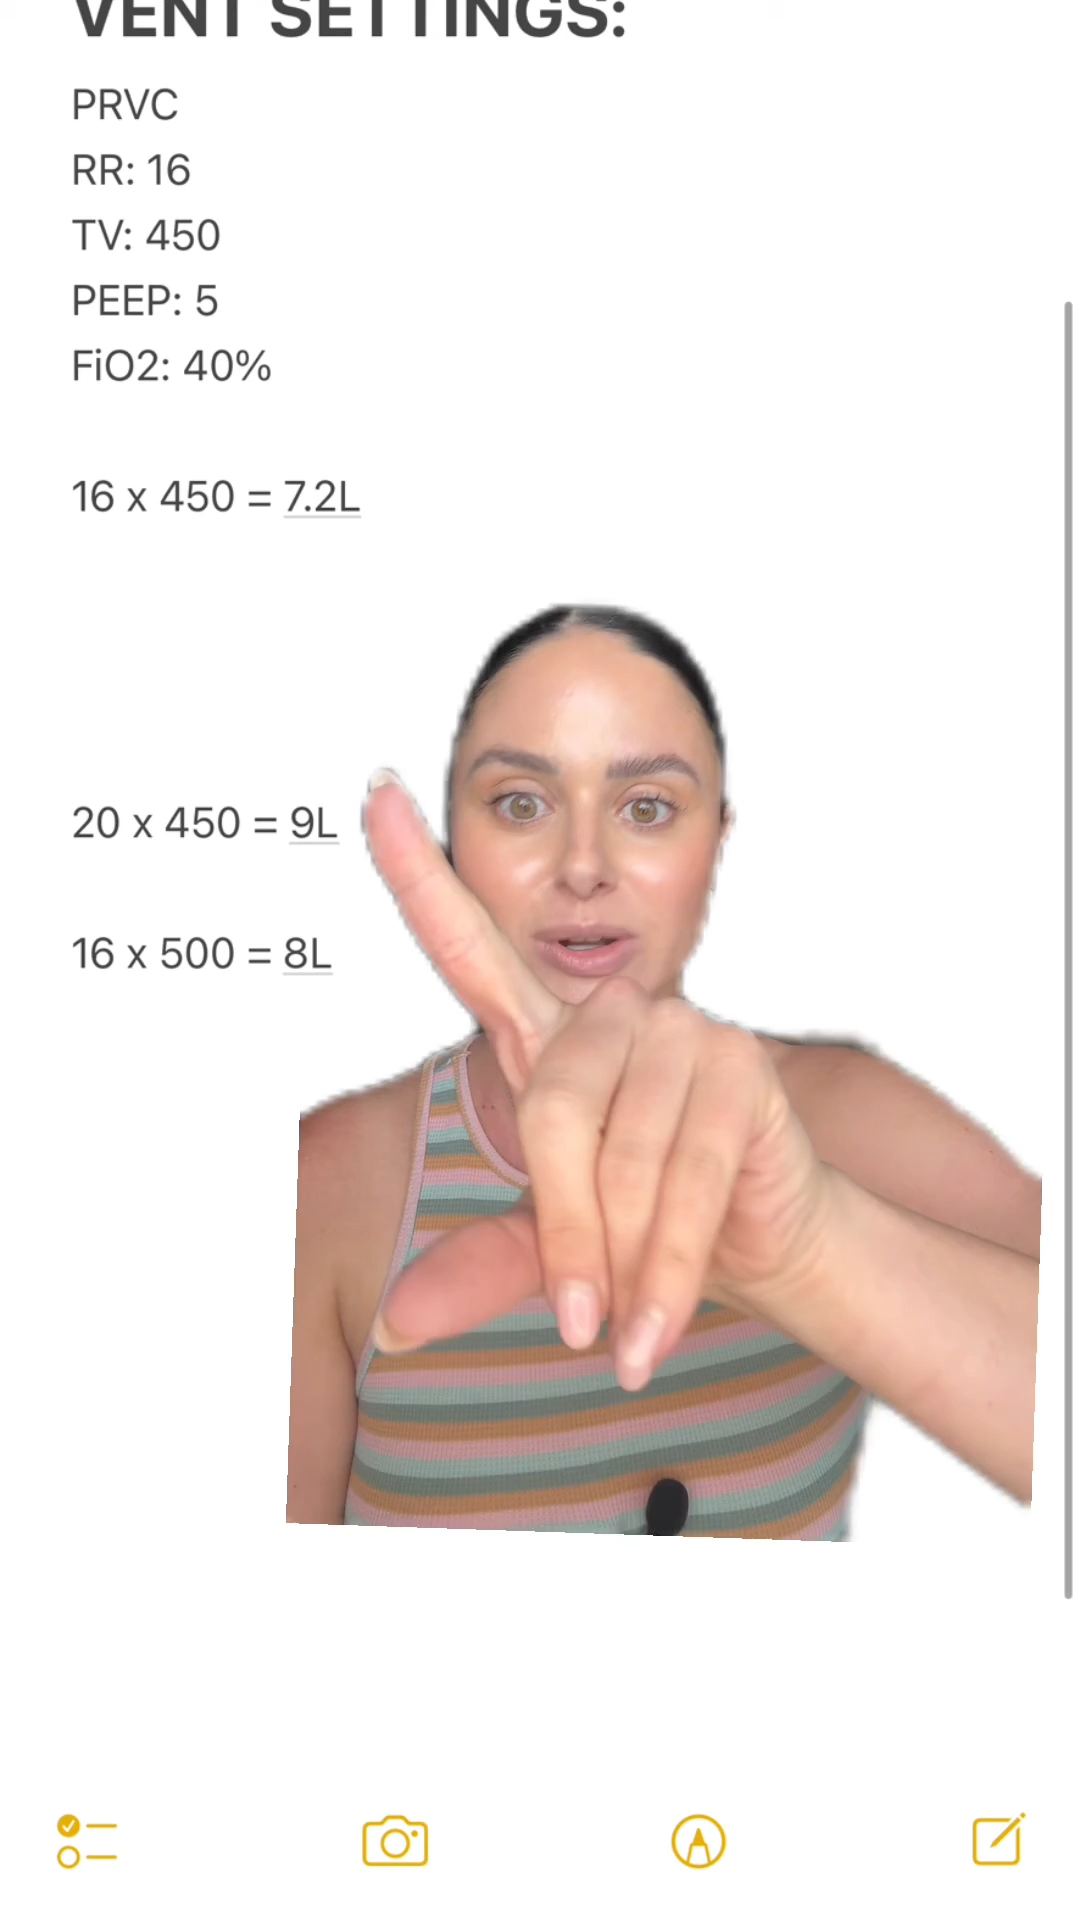 VENT SETTINGS:
PRVC
RR: 16
TV: 450
PEEP: 5
FiO2: 40%
16 x 450 = 7.2L
20 x 450 = 9L
16 x 500 = 8L